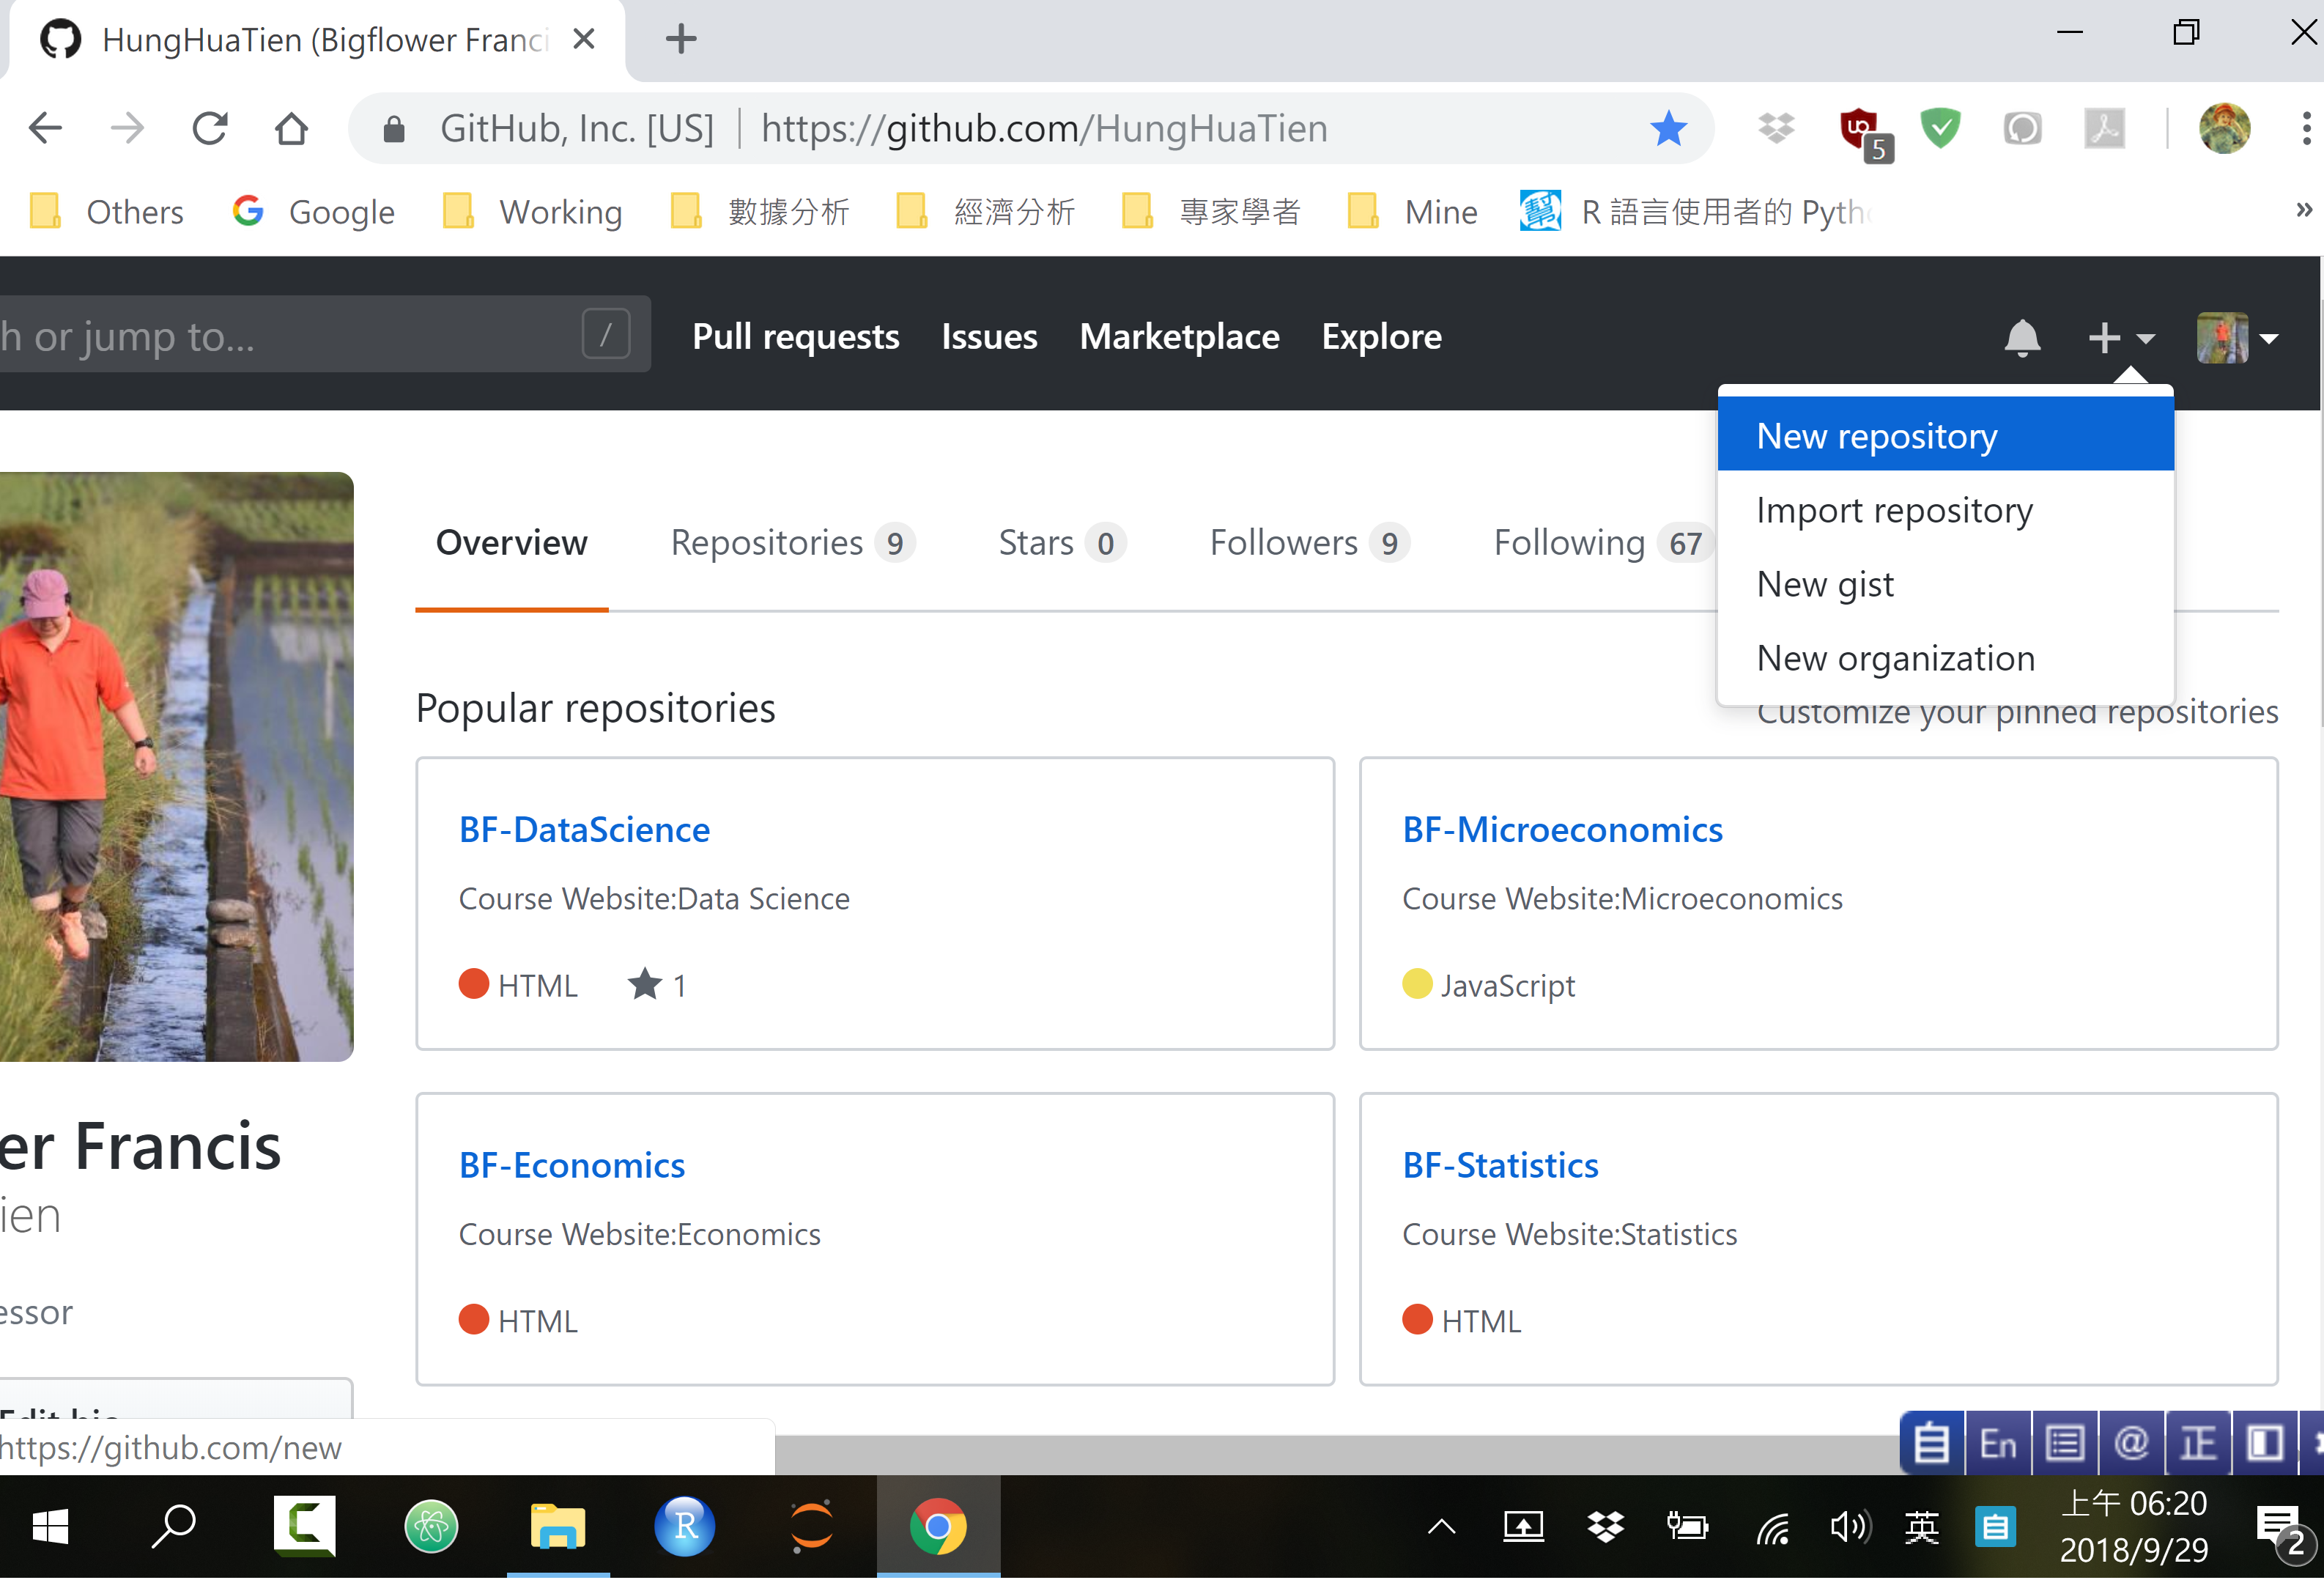 HungHuaTien (Bigflower Franci
GitHub, Inc. [US] | https://github.com/HungHuaTien
5
Others
Google
Working
數據分析
經濟分析
專家學者
Mine
R 語言使用者的 Pyth
»
h or jump to...
/
Pull requests
Issues
Marketplace
Explore
New repository
Import repository
New gist
New organization
Overview
Repositories 9
Stars 0
Followers 9
Following 67
Popular repositories
Customize your pinned repositories
BF-DataScience
Course Website:Data Science
HTML
1
BF-Microeconomics
Course Website:Microeconomics
JavaScript
er Francis
ien
essor
BF-Economics
Course Website:Economics
HTML
BF-Statistics
Course Website:Statistics
HTML
Edit bio
https://github.com/new
En
@
正
英
上午 06:20
2018/9/29
2